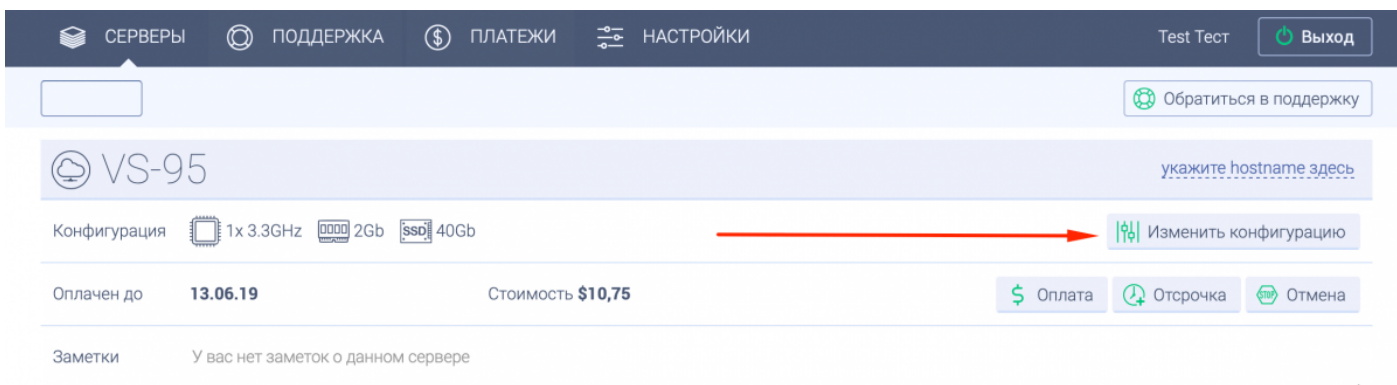 СЕРВЕРЫ ПОДДЕРЖКА $ ПЛАТЕЖИ НАСТРОЙКИ Test Тест Выход
Обратиться в поддержку
VS-95 укажите hostname здесь
Конфигурация 1x 3.3GHz 2Gb SSD 40Gb Изменить конфигурацию
Оплачен до 13.06.19 Стоимость $10,75 $ Оплата Отсрочка STOP Отмена
Заметки У вас нет заметок о данном сервере